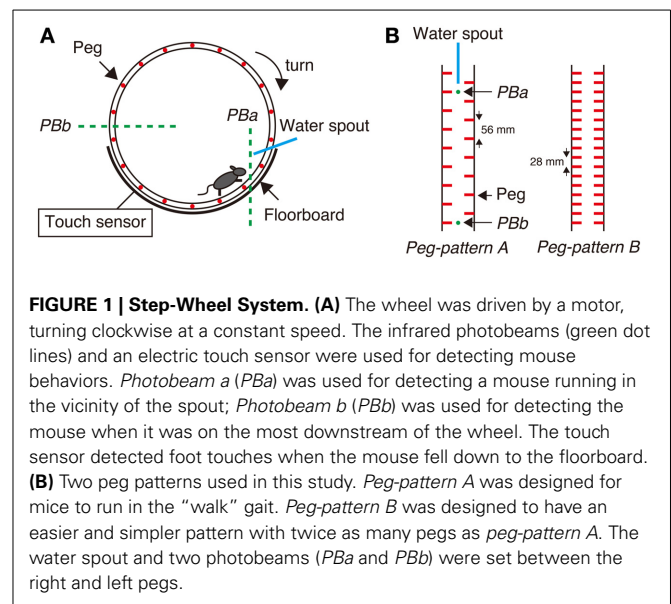 A
Peg
turn
PBb
PBa
Water spout
Touch sensor
Floorboard
B
Water spout
PBa
56 mm
28 mm
Peg
PBb
Peg-pattern A
Peg-pattern B
FIGURE 1 | Step-Wheel System. (A) The wheel was driven by a motor,
turning clockwise at a constant speed. The infrared photobeams (green dot
lines) and an electric touch sensor were used for detecting mouse
behaviors. Photobeam a (PBa) was used for detecting a mouse running in
the vicinity of the spout; Photobeam b (PBb) was used for detecting the
mouse when it was on the most downstream of the wheel. The touch
sensor detected foot touches when the mouse fell down to the floorboard.
(B) Two peg patterns used in this study. Peg-pattern A was designed for
mice to run in the “walk” gait. Peg-pattern B was designed to have an
easier and simpler pattern with twice as many pegs as peg-pattern A. The
water spout and two photobeams (PBa and PBb) were set between the
right and left pegs.